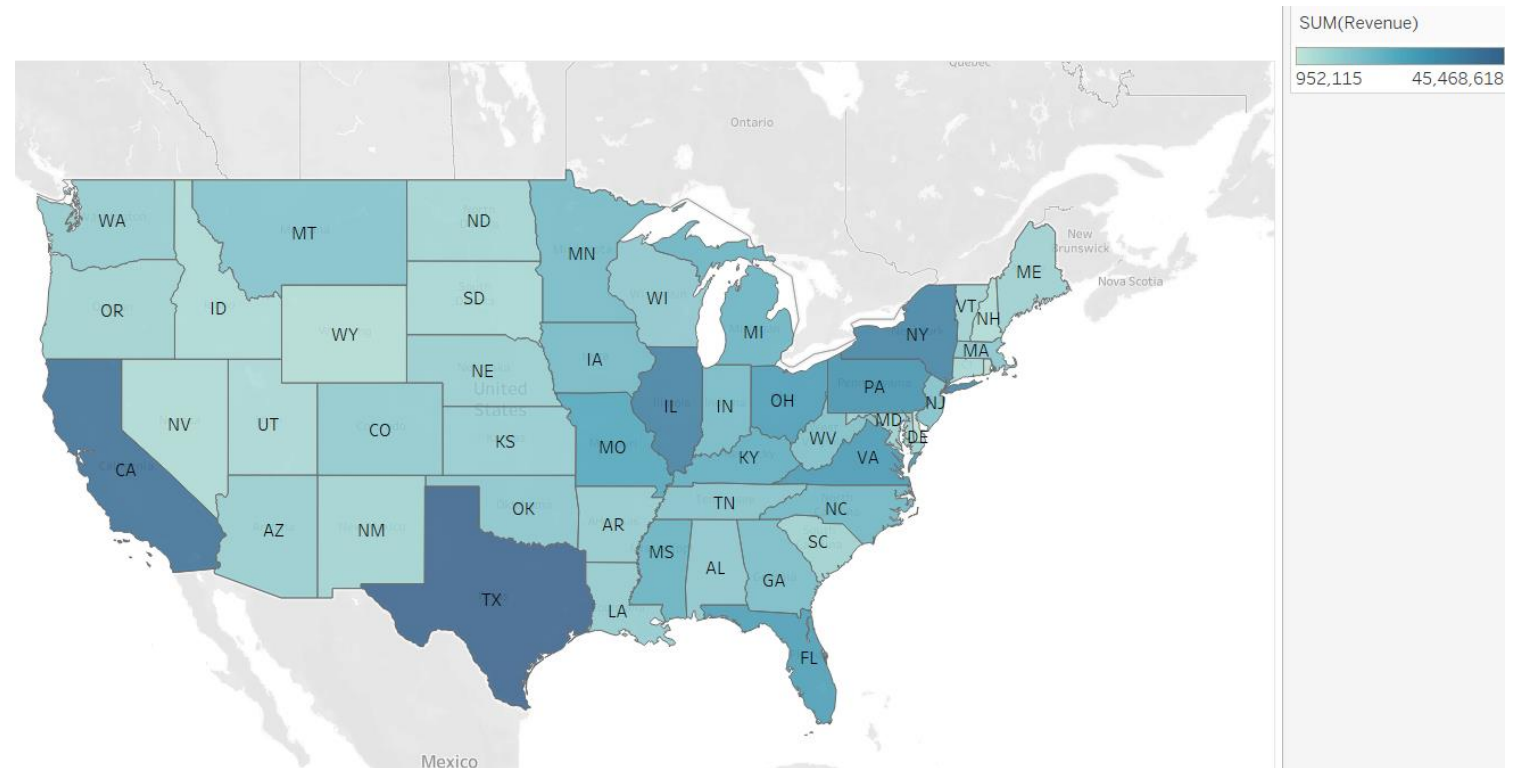 SUM(Revenue)
952,115 45,468,618
Quebec
Ontario
WA
MT
ND
MN
ME
New
Brunswick
Nova Scotia
OR
ID
SD
WI
VT
NH
WY
MI
NY
MA
IA
NE
United
States
PA
NV
UT
CO
KS
MO
IL
IN
OH
NJ
MD
DE
WV
VA
KY
CA
AZ
NM
OK
AR
TN
NC
SC
MS
AL
GA
TX
LA
FL
Mexico